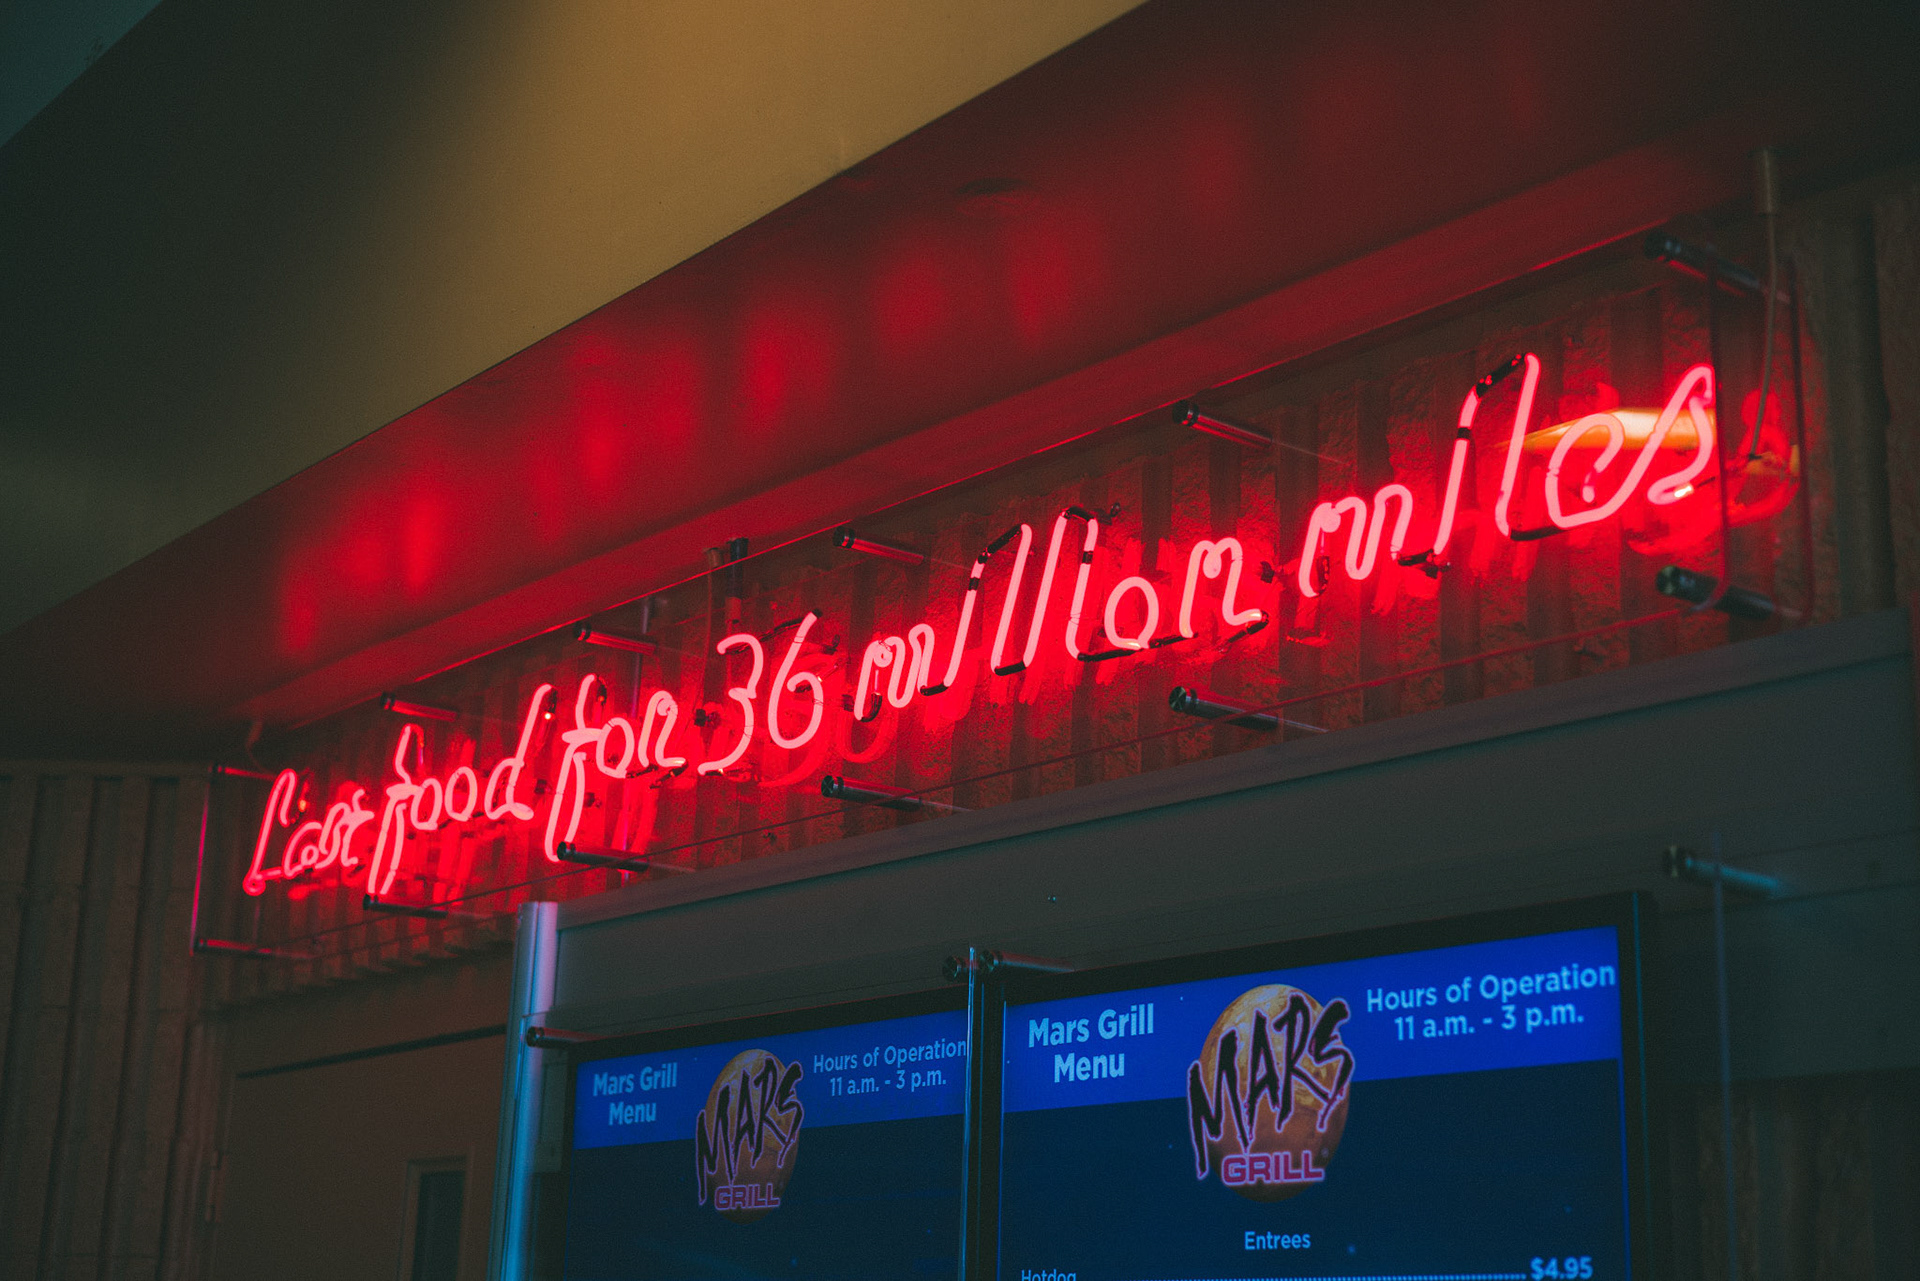 Last food for 36 million miles
Mars Grill
Menu
MARS
GRILL
Hours of Operation
11 a.m. - 3 p.m.
Mars Grill
Menu
MARS
GRILL
Hours of Operation
11 a.m. - 3 p.m.
Entrees
Hotdog $4.95